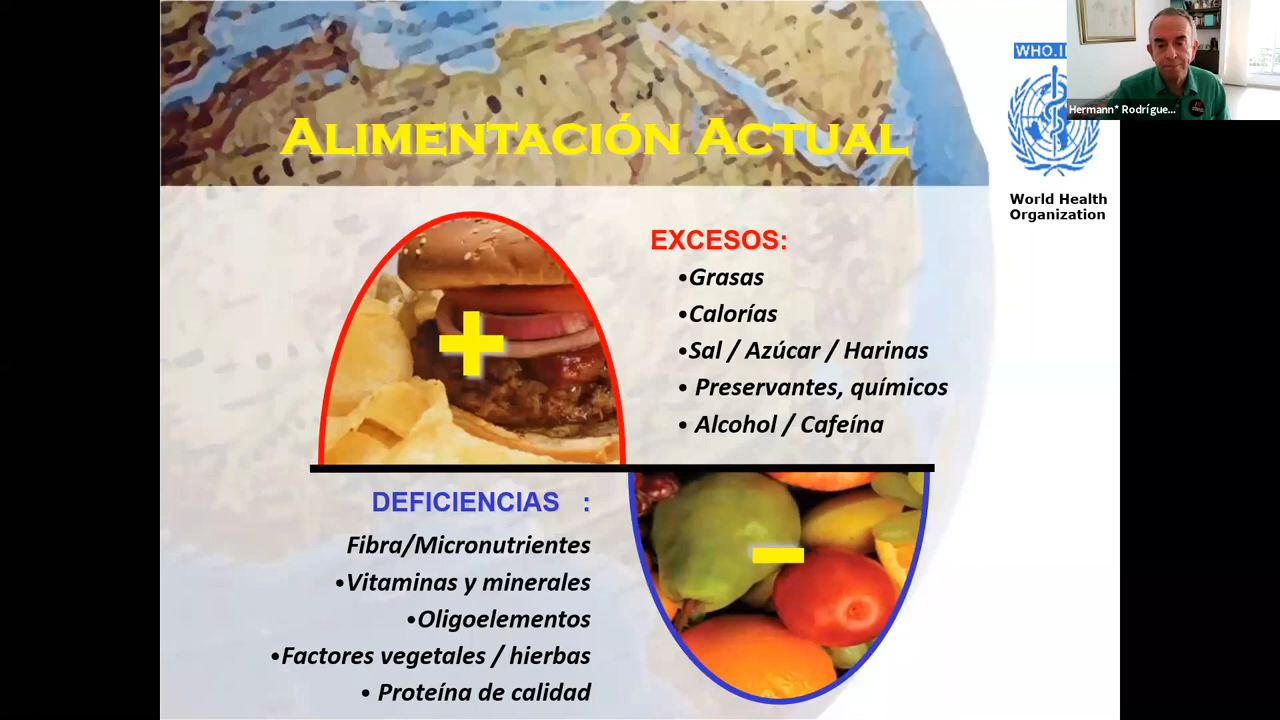 ALIMENTACIÓN ACTUAL
WHO.I
Hermann* Rodrígue...
World Health
Organization
EXCESOS:
•Grasas
•Calorías
•Sal / Azúcar / Harinas
• Preservantes, químicos
• Alcohol / Cafeína
DEFICIENCIAS :
Fibra/Micronutrientes
•Vitaminas y minerales
•Oligoelementos
•Factores vegetales / hierbas
• Proteína de calidad